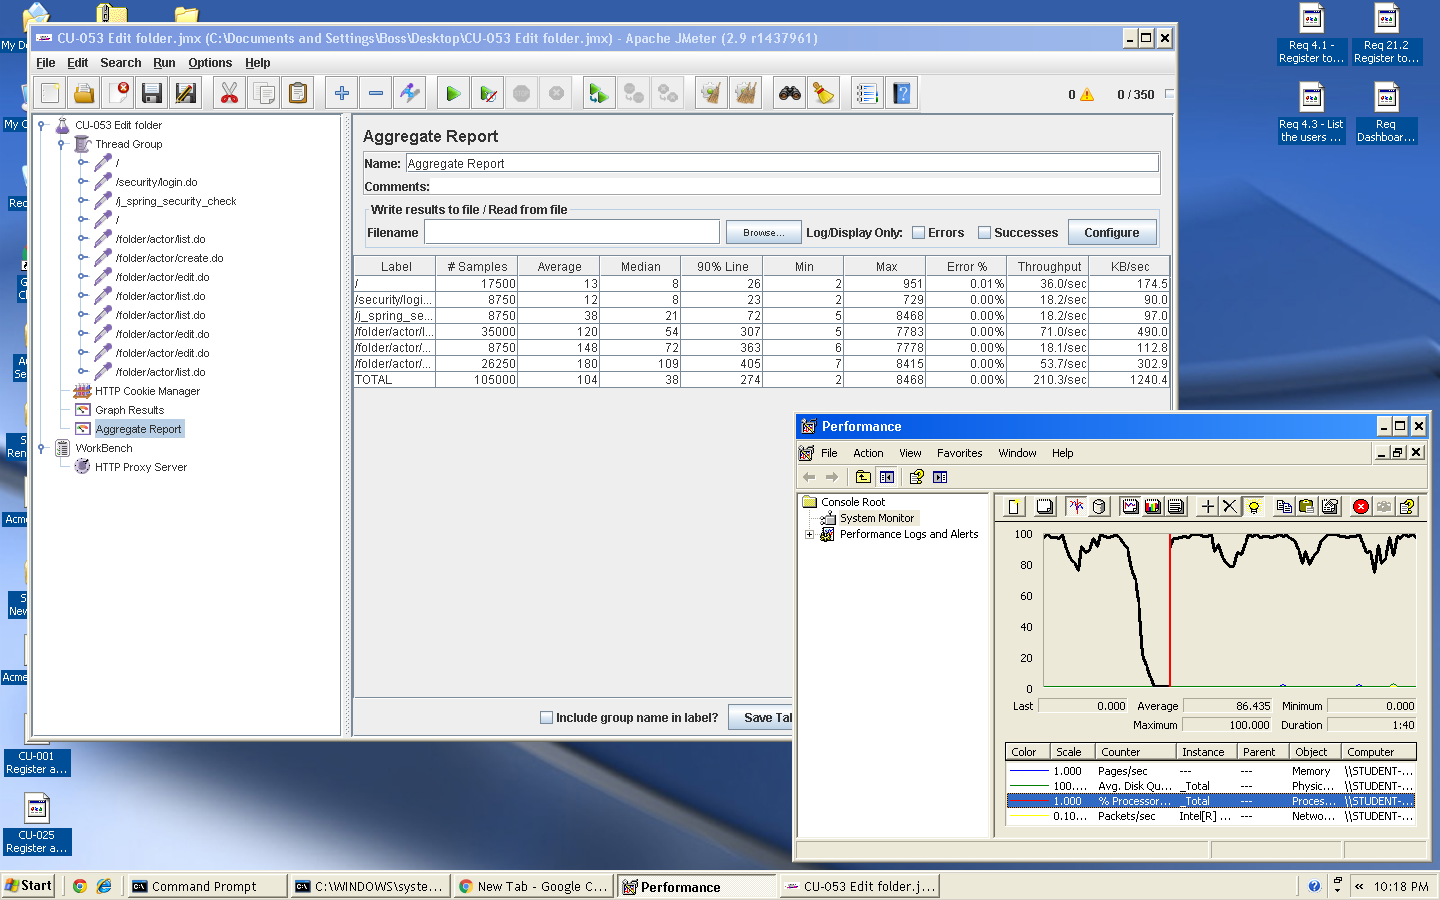 My D
CU-053 Edit folder.jmx (C:\Documents and Settings\Boss\Desktop\CU-053 Edit folder.jmx) - Apache JMeter (2.9 r1437961)
File Edit Search Run Options Help
0 0 / 350
CU-053 Edit folder
Thread Group
/
/security/login.do
/j_spring_security_check
/
/folder/actor/list.do
/folder/actor/create.do
/folder/actor/edit.do
/folder/actor/list.do
/folder/actor/list.do
/folder/actor/edit.do
/folder/actor/edit.do
/folder/actor/list.do
HTTP Cookie Manager
Graph Results
Aggregate Report
WorkBench
HTTP Proxy Server
Aggregate Report
Name: Aggregate Report
Comments:
Write results to file / Read from file
Filename Browse... Log/Display Only: Errors Successes Configure
Label # Samples Average Median 90% Line Min Max Error % Throughput KB/sec
/ 17500 13 8 26 2 951 0.01% 36.0/sec 174.5
/security/logi... 8750 12 8 23 2 729 0.00% 18.2/sec 90.0
/j_spring_se... 8750 38 21 72 5 8468 0.00% 18.2/sec 97.0
/folder/actor/l... 35000 120 54 307 5 7783 0.00% 71.0/sec 490.0
/folder/actor/... 8750 148 72 363 6 7778 0.00% 18.1/sec 112.8
/folder/actor/... 26250 180 109 405 7 8415 0.00% 53.7/sec 302.9
TOTAL 105000 104 38 274 2 8468 0.00% 210.3/sec 1240.4
Include group name in label? Save Tal
Req 4.1 -
Register to...
Req 21.2
Register to...
Req 4.3 - List
the users ...
Req
Dashboar...
My C
Rec
Acm
New
Acme
CU-001
Register a...
CU-025
Register a...
Performance
File Action View Favorites Window Help
Console Root
System Monitor
Performance Logs and Alerts
100
80
60
40
20
0
Last 0.000 Average 86.435 Minimum 0.000
Maximum 100.000 Duration 1:40
Color Scale Counter Instance Parent Object Computer
1.000 Pages/sec --- --- Memory \\STUDENT-...
100.... Avg. Disk Qu... _Total --- Physic... \\STUDENT-...
1.000 % Processor... _Total --- Proces... \\STUDENT-...
0.10... Packets/sec Intel[R] ... --- Netwo... \\STUDENT-...
Start Command Prompt C:\WINDOWS\syste... New Tab - Google C... Performance CU-053 Edit folder.j... 10:18 PM